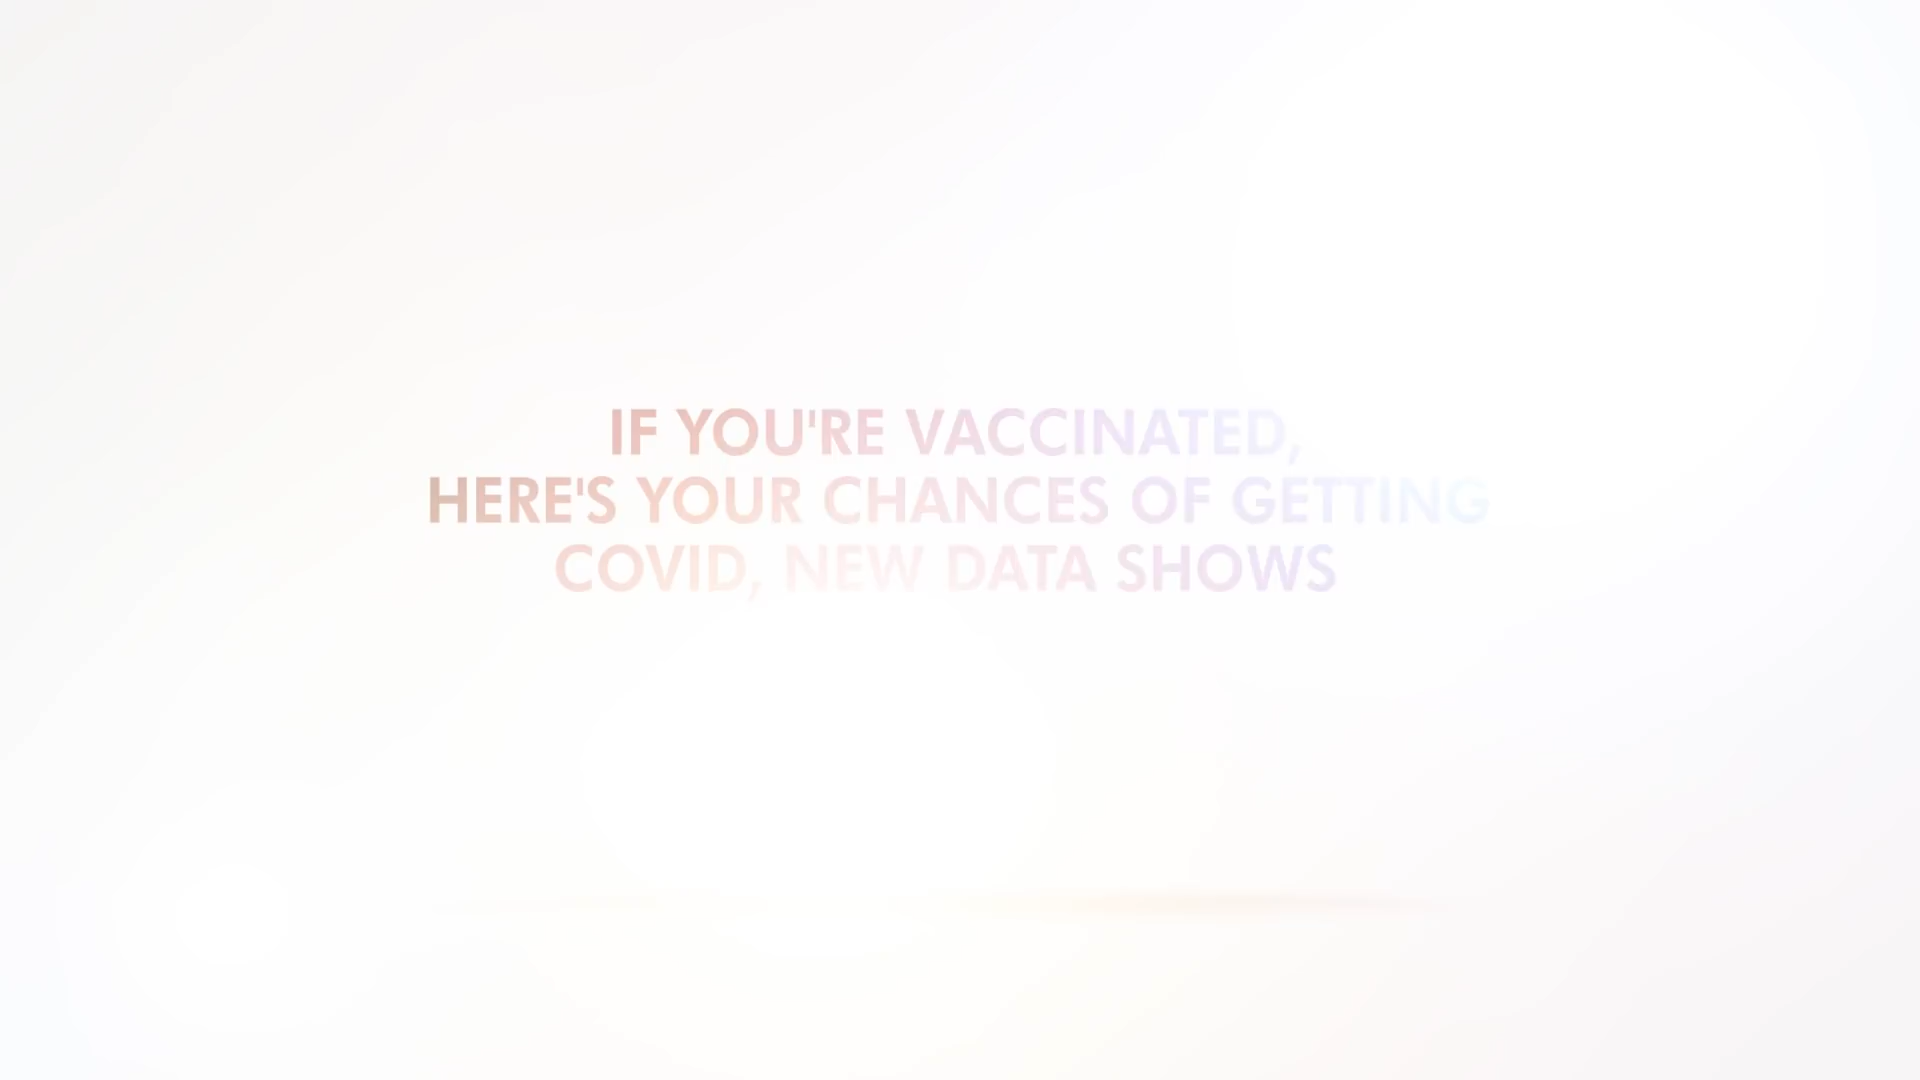 IF YOU'RE VACCINATED,
HERE'S YOUR CHANCES OF GETTING
COVID, NEW DATA SHOWS